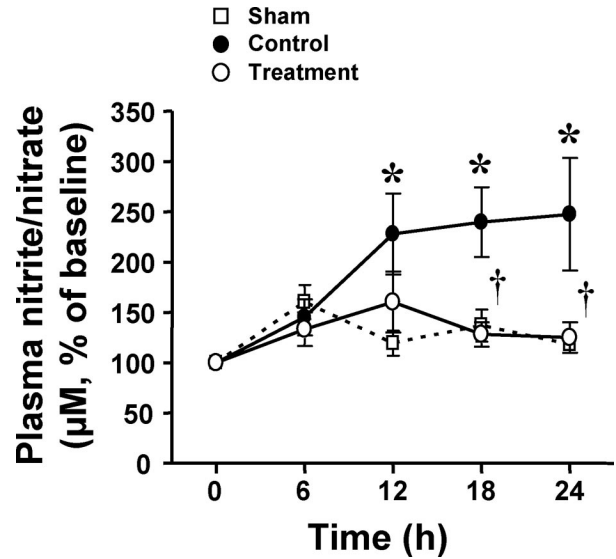 Sham
Control
Treatment
Plasma nitrite/nitrate
(µM, % of baseline)
350
300
250
200
150
100
50
0
*
*
*
†
†
0 6 12 18 24
Time (h)